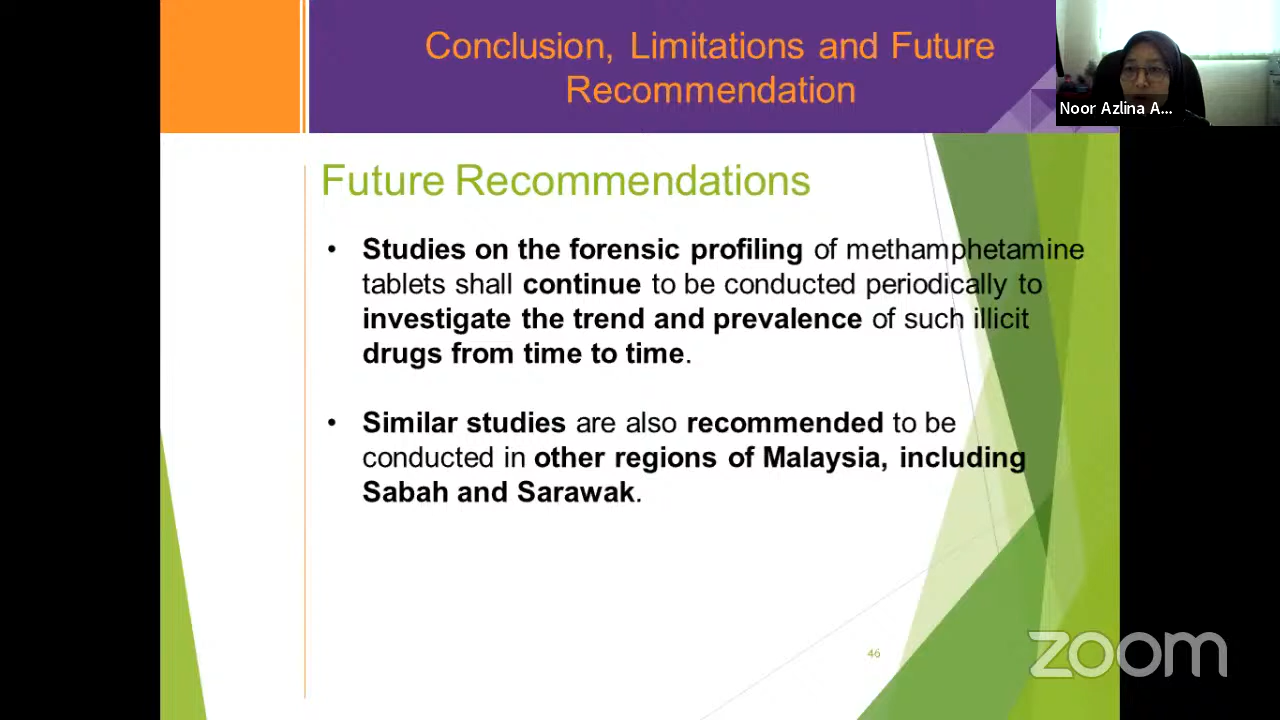 Conclusion, Limitations and Future
Recommendation
Noor Azlina A...
Future Recommendations
• Studies on the forensic profiling of methamphetamine
tablets shall continue to be conducted periodically to
investigate the trend and prevalence of such illicit
drugs from time to time.
• Similar studies are also recommended to be
conducted in other regions of Malaysia, including
Sabah and Sarawak.
46
zoom